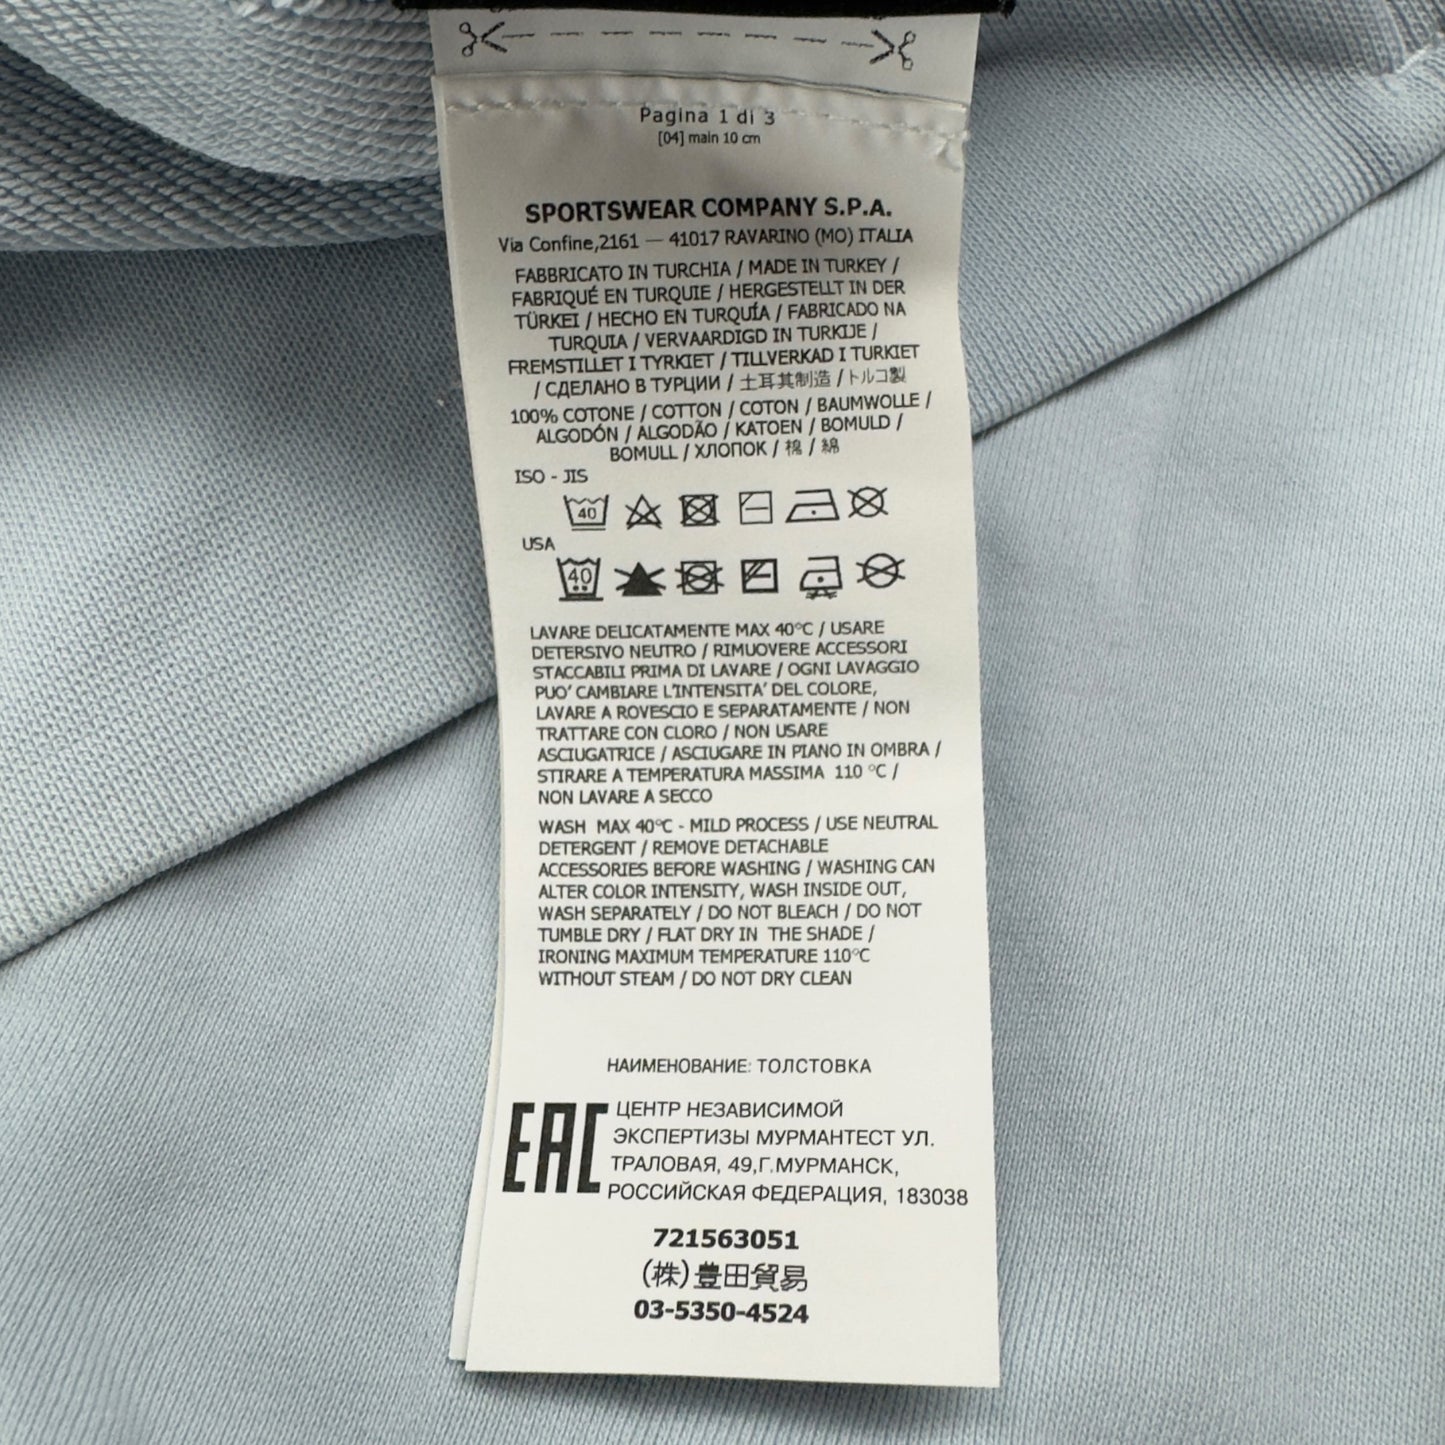 Pagina 1 di 3
[04] main 10 cm
SPORTSWEAR COMPANY S.P.A.
Via Confine,2161 — 41017 RAVARINO (MO) ITALIA
FABBRICATO IN TURCHIA / MADE IN TURKEY /
FABRIQUÉ EN TURQUIE / HERGESTELLT IN DER
TÜRKEI / HECHO EN TURQUÍA / FABRICADO NA
TURQUIA / VERVAARDIGD IN TURKIJE /
FREMSTILLET I TYRKIET / TILLVERKAD I TURKIET
/ СДЕЛАНО В ТУРЦИИ / 土耳其制造 / トルコ製
100% COTONE / COTTON / COTON / BAUMWOLLE /
ALGODÓN / ALGODÃO / KATOEN / BOMULD /
BOMULL / ХЛОПОК / 棉 / 綿
ISO - JIS
40
USA
40
LAVARE DELICATAMENTE MAX 40°C / USARE
DETERSIVO NEUTRO / RIMUOVERE ACCESSORI
STACCABILI PRIMA DI LAVARE / OGNI LAVAGGIO
PUO' CAMBIARE L'INTENSITA' DEL COLORE,
LAVARE A ROVESCIO E SEPARATAMENTE / NON
TRATTARE CON CLORO / NON USARE
ASCIUGATRICE / ASCIUGARE IN PIANO IN OMBRA /
STIRARE A TEMPERATURA MASSIMA 110 °C /
NON LAVARE A SECCO
WASH MAX 40°C - MILD PROCESS / USE NEUTRAL
DETERGENT / REMOVE DETACHABLE
ACCESSORIES BEFORE WASHING / WASHING CAN
ALTER COLOR INTENSITY, WASH INSIDE OUT,
WASH SEPARATELY / DO NOT BLEACH / DO NOT
TUMBLE DRY / FLAT DRY IN THE SHADE /
IRONING MAXIMUM TEMPERATURE 110°C
WITHOUT STEAM / DO NOT DRY CLEAN
НАИМЕНОВАНИЕ: ТОЛСТОВКА
EAC
ЦЕНТР НЕЗАВИСИМОЙ
ЭКСПЕРТИЗЫ МУРМАНТЕСТ УЛ.
ТРАЛОВАЯ, 49,Г.МУРМАНСК,
РОССИЙСКАЯ ФЕДЕРАЦИЯ, 183038
721563051
(株)豊田貿易
03-5350-4524